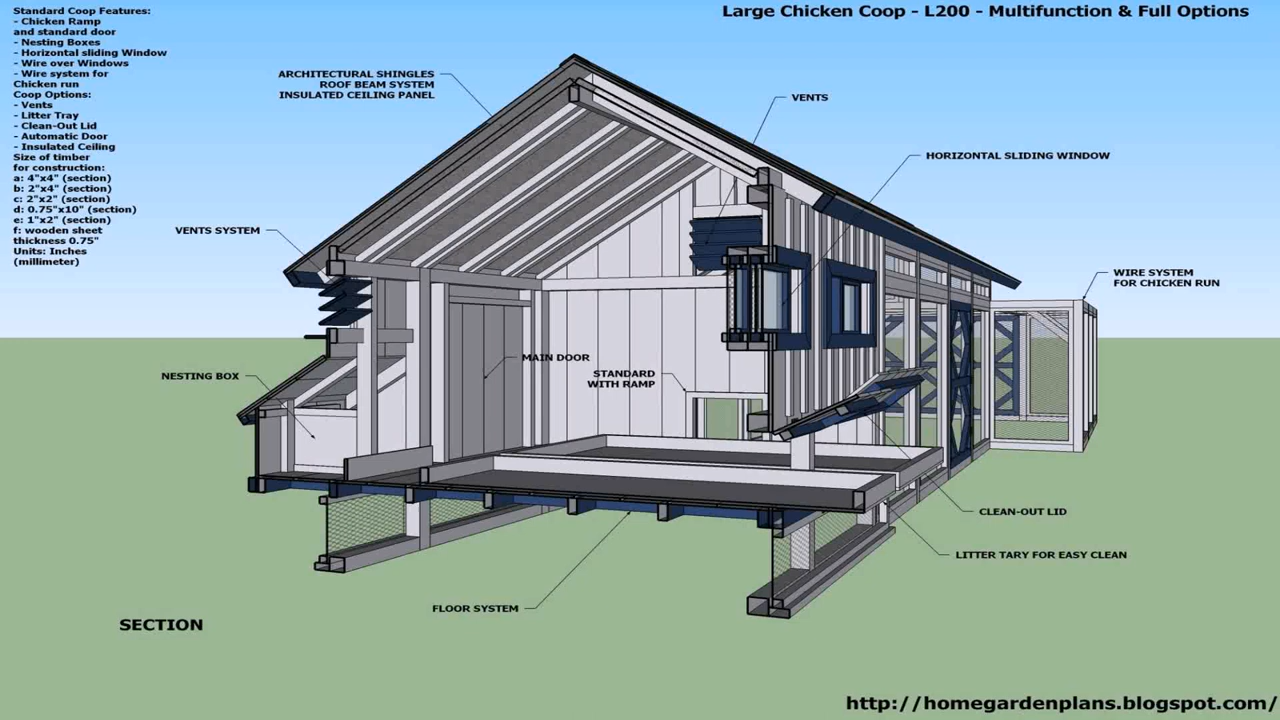 Standard Coop Features:
- Chicken Ramp
and standard door
- Nesting Boxes
- Horizontal sliding Window
- Wire over Windows
- Wire system for
Chicken run
Coop Options:
- Vents
- Litter Tray
- Clean-Out Lid
- Automatic Door
- Insulated Ceiling
Size of timber
for construction:
a: 4"x4" (section)
b: 2"x4" (section)
c: 2"x2" (section)
d: 0.75"x10" (section)
e: 1"x2" (section)
f: wooden sheet
thickness 0.75"
Units: Inches
(millimeter)
Large Chicken Coop - L200 - Multifunction & Full Options
ARCHITECTURAL SHINGLES
ROOF BEAM SYSTEM
INSULATED CEILING PANEL
VENTS
HORIZONTAL SLIDING WINDOW
VENTS SYSTEM
WIRE SYSTEM
FOR CHICKEN RUN
MAIN DOOR
STANDARD
WITH RAMP
NESTING BOX
CLEAN-OUT LID
LITTER TARY FOR EASY CLEAN
FLOOR SYSTEM
SECTION
http://homegardenplans.blogspot.com/